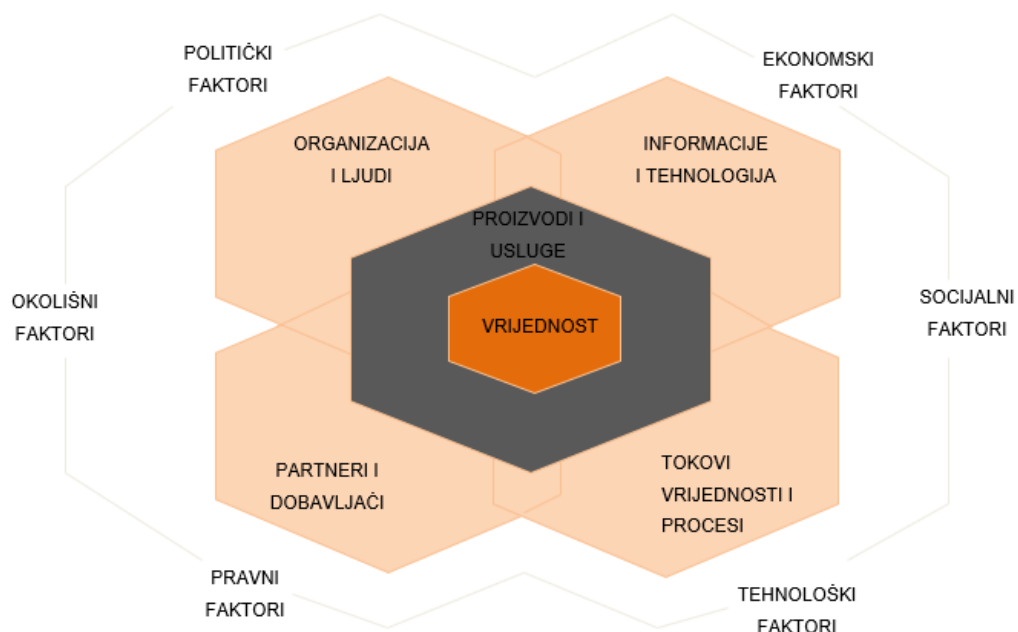 POLITIČKI
FAKTORI
EKONOMSKI
FAKTORI
ORGANIZACIJA
I LJUDI
INFORMACIJE
I TEHNOLOGIJA
PROIZVODI I
USLUGE
OKOLIŠNI
FAKTORI
VRIJEDNOST
SOCIJALNI
FAKTORI
PARTNERI I
DOBAVLJAČI
TOKOVI
VRIJEDNOSTI I
PROCESI
PRAVNI
FAKTORI
TEHNOLOŠKI
FAKTORI